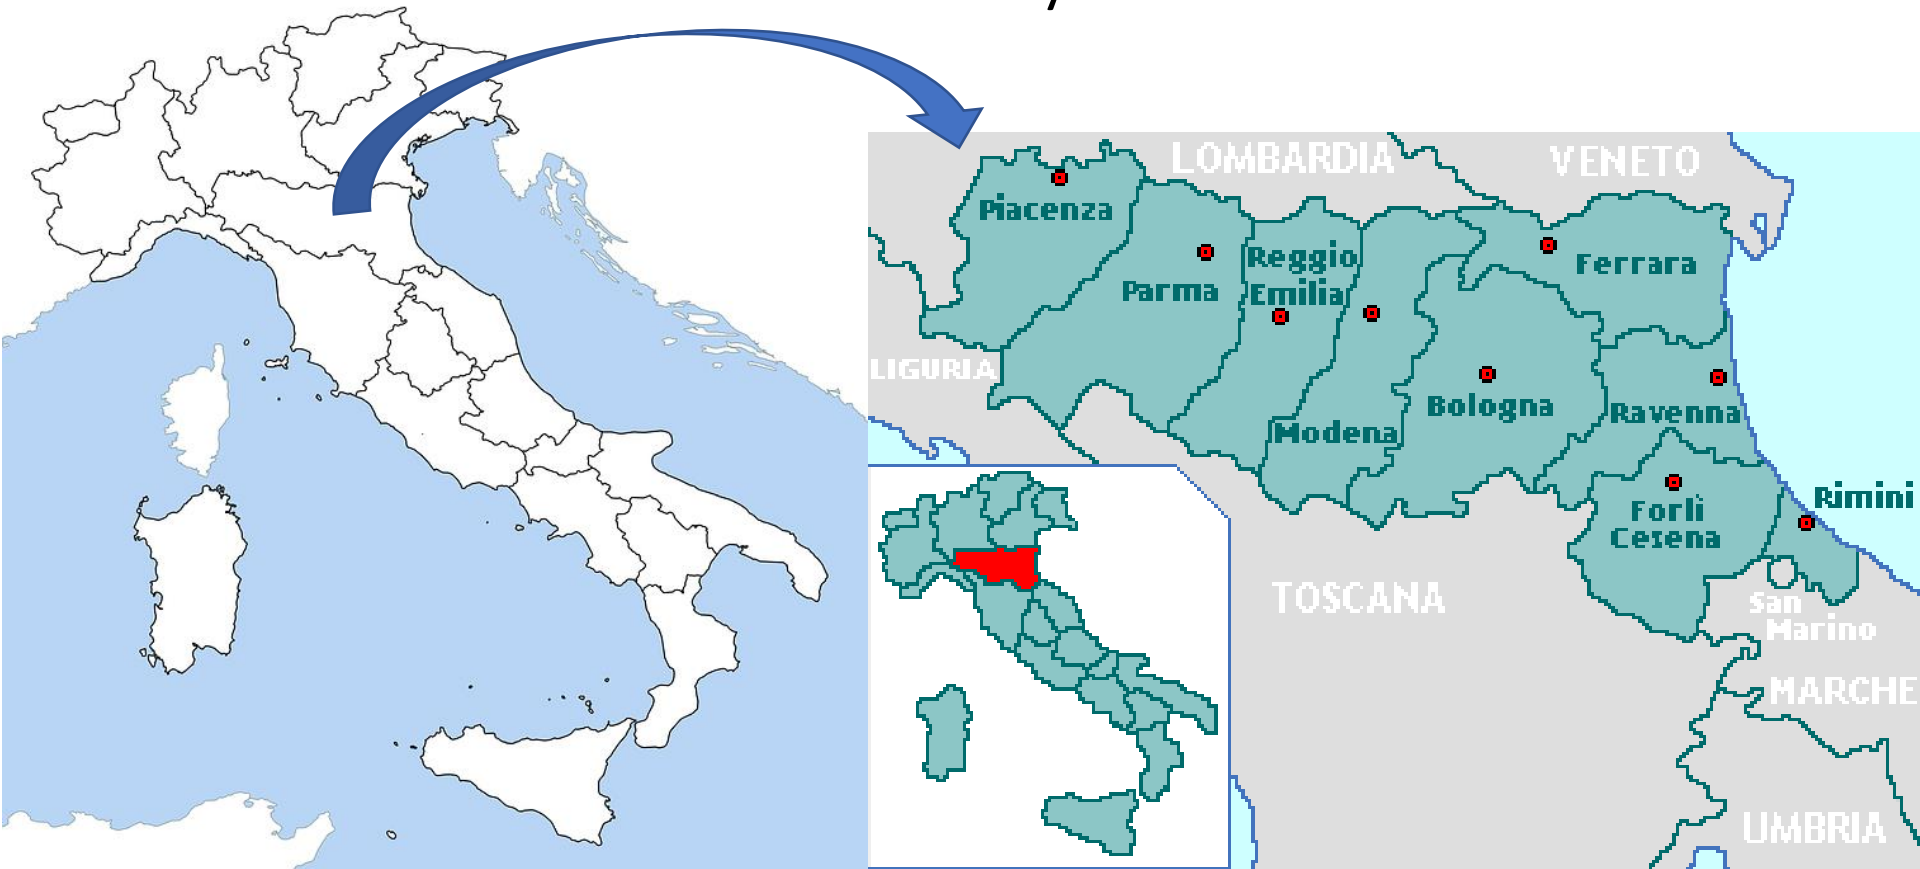 LOMBARDIA
VENETO
Piacenza
Reggio
Emilia
Ferrara
Parma
LIGURIA
Bologna
Ravenna
Modena
Rimini
Forlì
Cesena
TOSCANA
San
Marino
MARCHE
UMBRIA